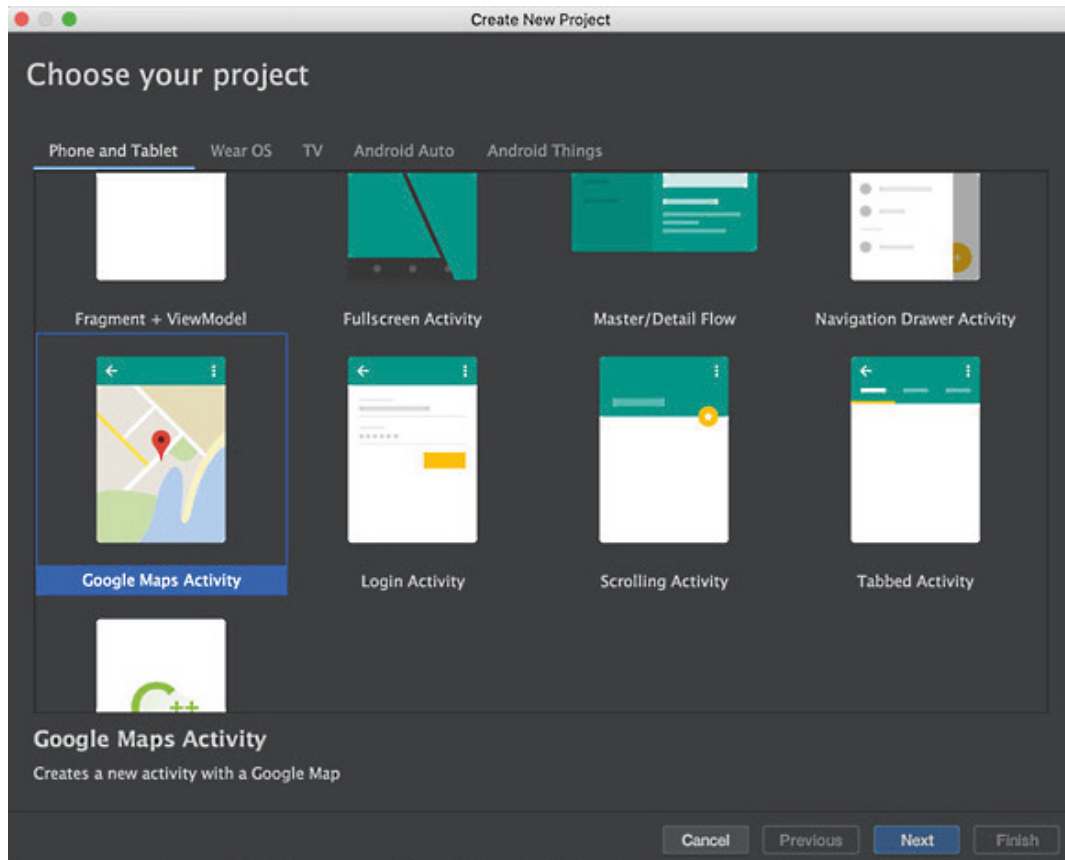 Create New Project
Choose your project
Phone and Tablet Wear OS TV Android Auto Android Things
Fragment + ViewModel Fullscreen Activity Master/Detail Flow Navigation Drawer Activity
Google Maps Activity Login Activity Scrolling Activity Tabbed Activity
C++
Google Maps Activity
Creates a new activity with a Google Map
Cancel Previous Next Finish